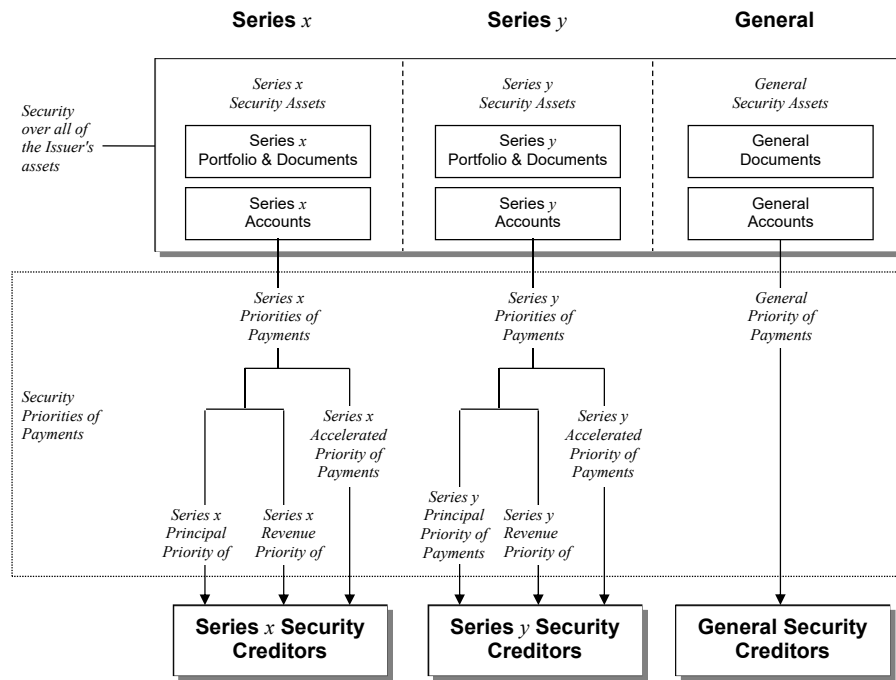 Series x
Series y
General
Security
over all of
the Issuer's
assets
Series x
Security Assets
Series x
Portfolio & Documents
Series x
Accounts
Series y
Security Assets
Series y
Portfolio & Documents
Series y
Accounts
General
Security Assets
General
Documents
General
Accounts
Security
Priorities of
Payments
Series x
Priorities of
Payments
Series x
Principal
Priority of
Series x
Revenue
Priority of
Series x
Accelerated
Priority of
Payments
Series y
Priorities of
Payments
Series y
Principal
Priority of
Payments
Series y
Revenue
Priority of
Series y
Accelerated
Priority of
Payments
General
Priority of
Payments
Series x Security
Creditors
Series y Security
Creditors
General Security
Creditors